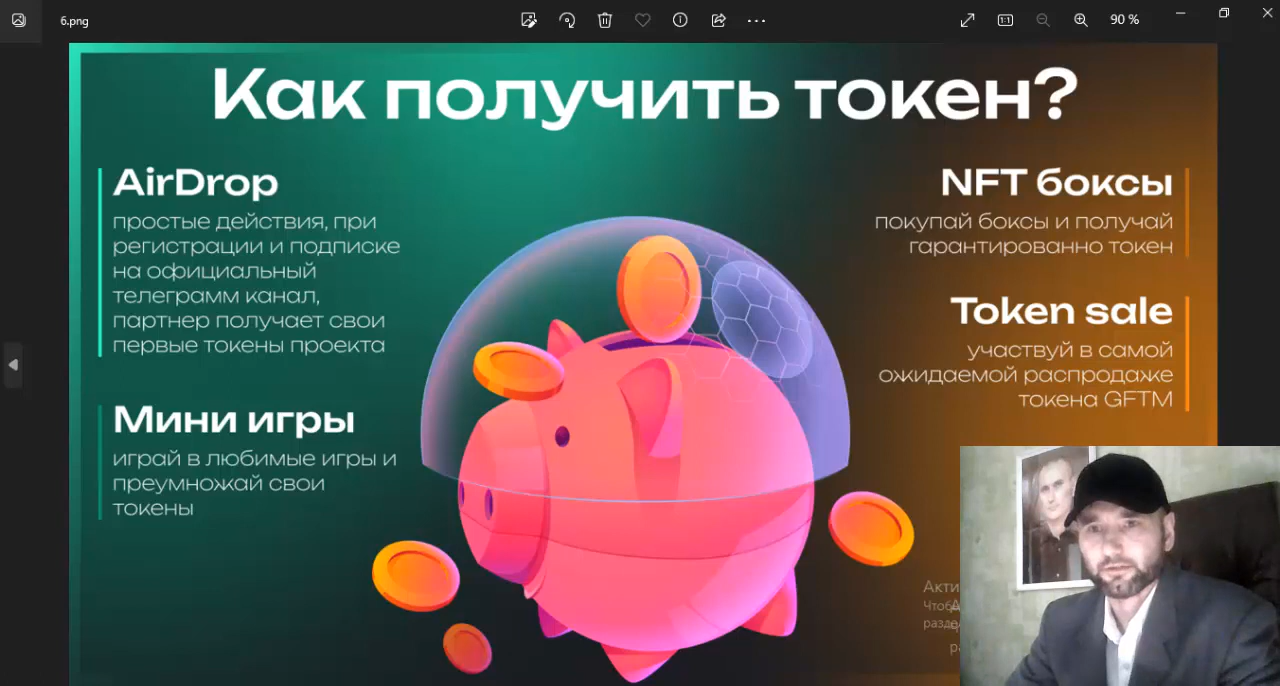 6.png
90 %
Как получить токен?
AirDrop
простые действия, при
регистрации и подписке
на официальный
телеграмм канал,
партнер получает свои
первые токены проекта
Мини игры
играй в любимые игры и
преумножай свои
токены
NFT боксы
покупай боксы и получай
гарантированно токен
Token sale
участвуй в самой
ожидаемой распродаже
токена GFTM